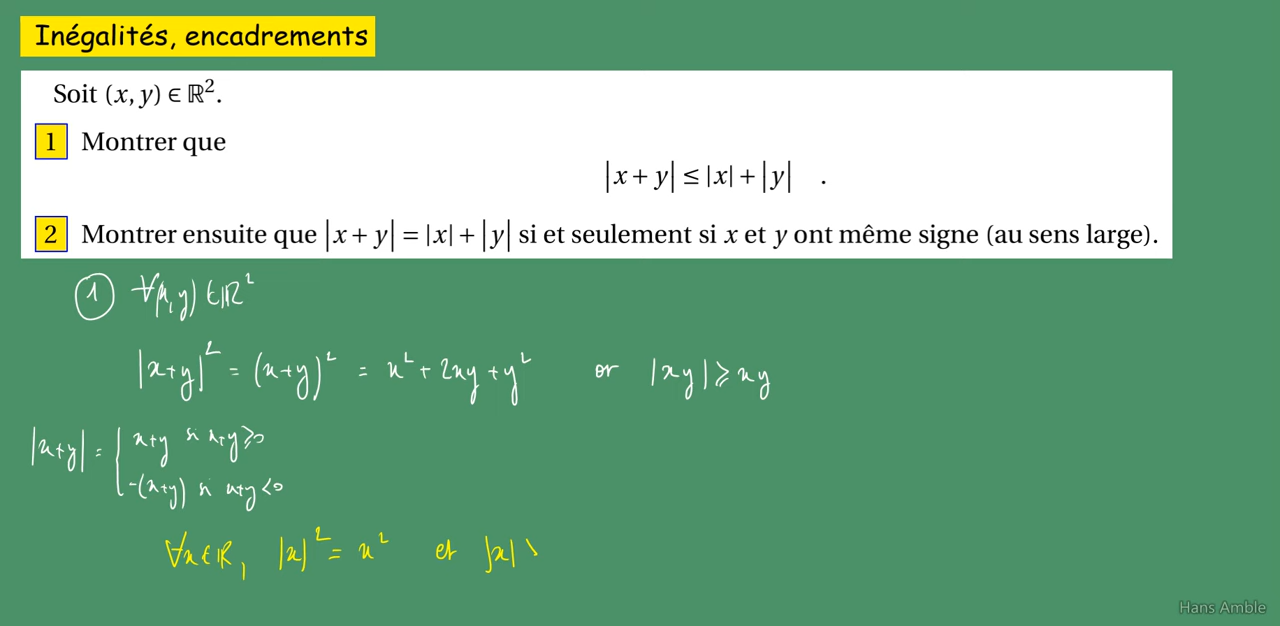 Inégalités, encadrements
Soit (x, y) ∈ ℝ².
1 Montrer que
|x + y| ≤ |x| + |y| .
2 Montrer ensuite que |x + y| = |x| + |y| si et seulement si x et y ont même signe (au sens large).
① ∀(x, y) ∈ ℝ²
|x+y|² = (x+y)² = x² + 2xy + y² or |xy| ⩾ xy
|x+y| = { x+y si x+y ⩾ 0
-(x+y) si x+y < 0
∀x ∈ ℝ, |x|² = x² et |x| \
Hans Amble